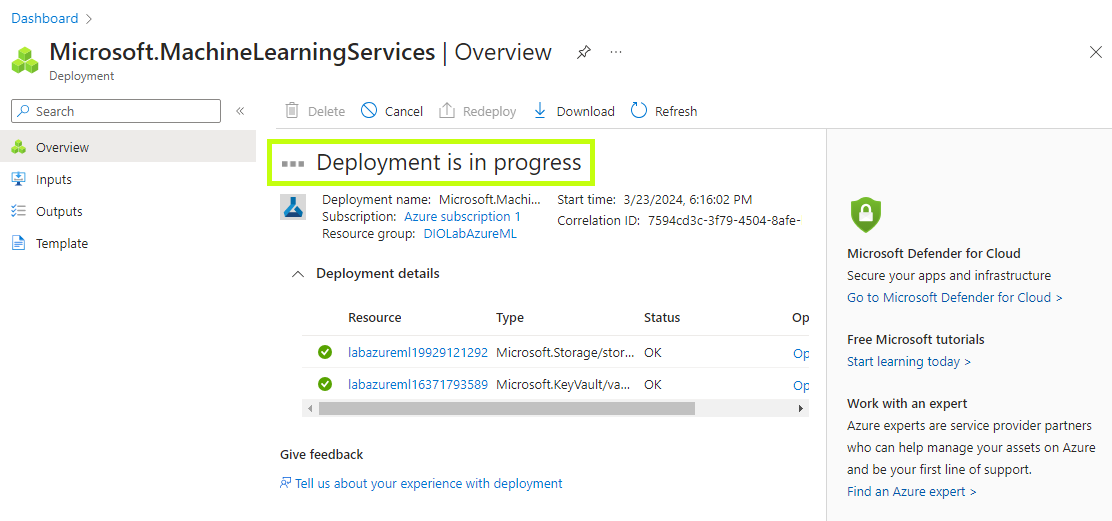 Dashboard >
Microsoft.MachineLearningServices | Overview ...
Deployment
Search «
Delete Cancel Redeploy Download Refresh
Overview
Inputs
Outputs
Template
Deployment is in progress
Deployment name: Microsoft.Machi... Start time: 3/23/2024, 6:16:02 PM
Subscription: Azure subscription 1 Correlation ID: 7594cd3c-3f79-4504-8afe-
Resource group: DIOLabAzureML
Deployment details
Resource Type Status Op
labazureml19929121292 Microsoft.Storage/stor... OK Op
labazureml16371793589 Microsoft.KeyVault/va... OK Op
Give feedback
Tell us about your experience with deployment
Microsoft Defender for Cloud
Secure your apps and infrastructure
Go to Microsoft Defender for Cloud >
Free Microsoft tutorials
Start learning today >
Work with an expert
Azure experts are service provider partners
who can help manage your assets on Azure
and be your first line of support.
Find an Azure expert >